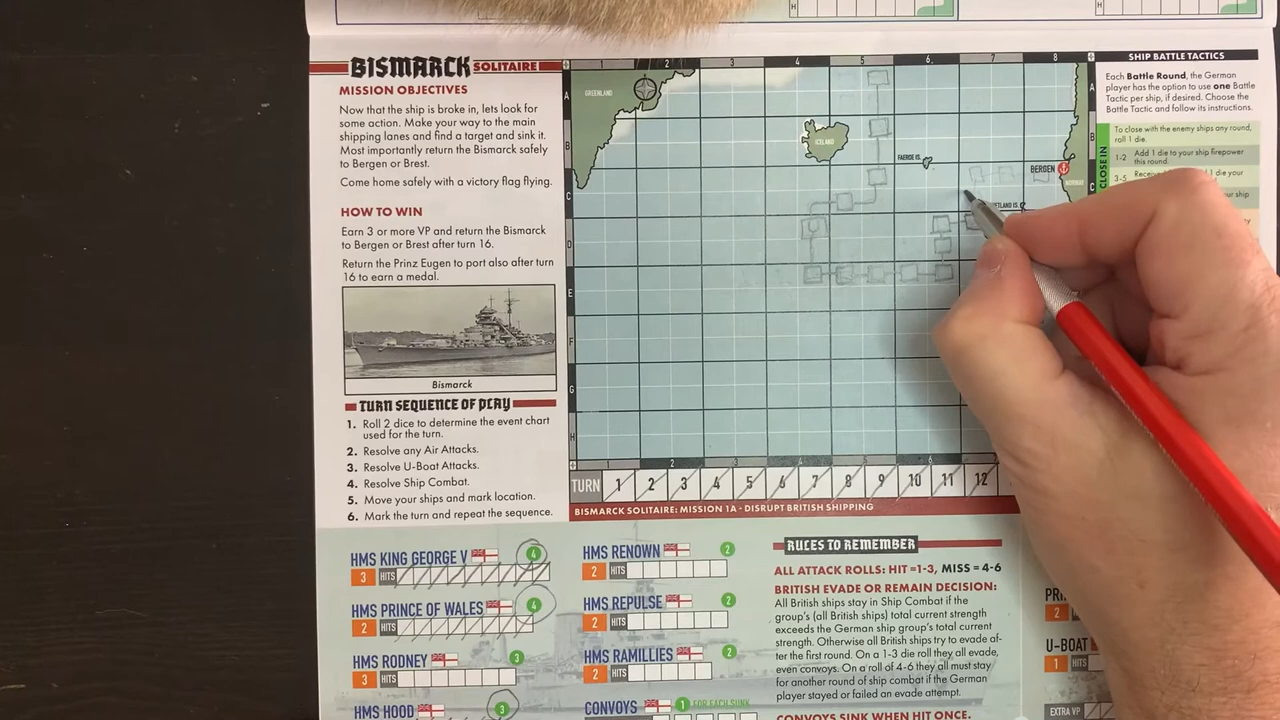 BISMARCK SOLITAIRE
MISSION OBJECTIVES
Now that the ship is broke in, lets look for
some action. Make your way to the main
shipping lanes and find a target and sink it.
Most importantly return the Bismarck safely
to Bergen or Brest.
Come home safely with a victory flag flying.
HOW TO WIN
Earn 3 or more VP and return the Bismarck
to Bergen or Brest after turn 16.
Return the Prinz Eugen to port also after turn
16 to earn a medal.
Bismarck
TURN SEQUENCE OF PLAY
1. Roll 2 dice to determine the event chart
used for the turn.
2. Resolve any Air Attacks.
3. Resolve U-Boat Attacks.
4. Resolve Ship Combat.
5. Move your ships and mark location.
6. Mark the turn and repeat the sequence.
H
H
1 2 3 4 5 6 7 8
A
B
C
D
E
F
G
H
A
B
C
GREENLAND
ICELAND
FAEROE IS.
BERGEN
NORWAY
1 2 3 6
TURN 1 2 3 4 5 6 7 8 9 10 11 12
BISMARCK SOLITAIRE: MISSION 1A - DISRUPT BRITISH SHIPPING
SHIP BATTLE TACTICS
Each Battle Round, the German
player has the option to use one Battle
Tactic per ship, if desired. Choose the
Battle Tactic and follow its instructions.
CLOSE IN
To close with the enemy ships any round,
roll 1 die.
1-2 Add 1 die to your ship firepower
this round.
3-5
HMS KING GEORGE V 4
3 HITS
HMS PRINCE OF WALES 4
2 HITS
HMS RODNEY 3
3 HITS
HMS HOOD 3
HMS RENOWN 2
2 HITS
HMS REPULSE 2
2 HITS
HMS RAMILLIES 2
2 HITS
CONVOYS 1 FOR EACH SUNK
RULES TO REMEMBER
ALL ATTACK ROLLS: HIT =1-3, MISS = 4-6
BRITISH EVADE OR REMAIN DECISION:
All British ships stay in Ship Combat if the
group's (all British ships) total current strength
exceeds the German ship group's total current
strength. Otherwise all British ships try to evade af-
ter the first round. On a 1-3 die roll they all evade,
even convoys. On a roll of 4-6 they all must stay
for another round of ship combat if the German
player stayed or failed an evade attempt.
CONVOYS SINK WHEN HIT ONCE.
2
U-BOAT
1 HITS
EXTRA VP